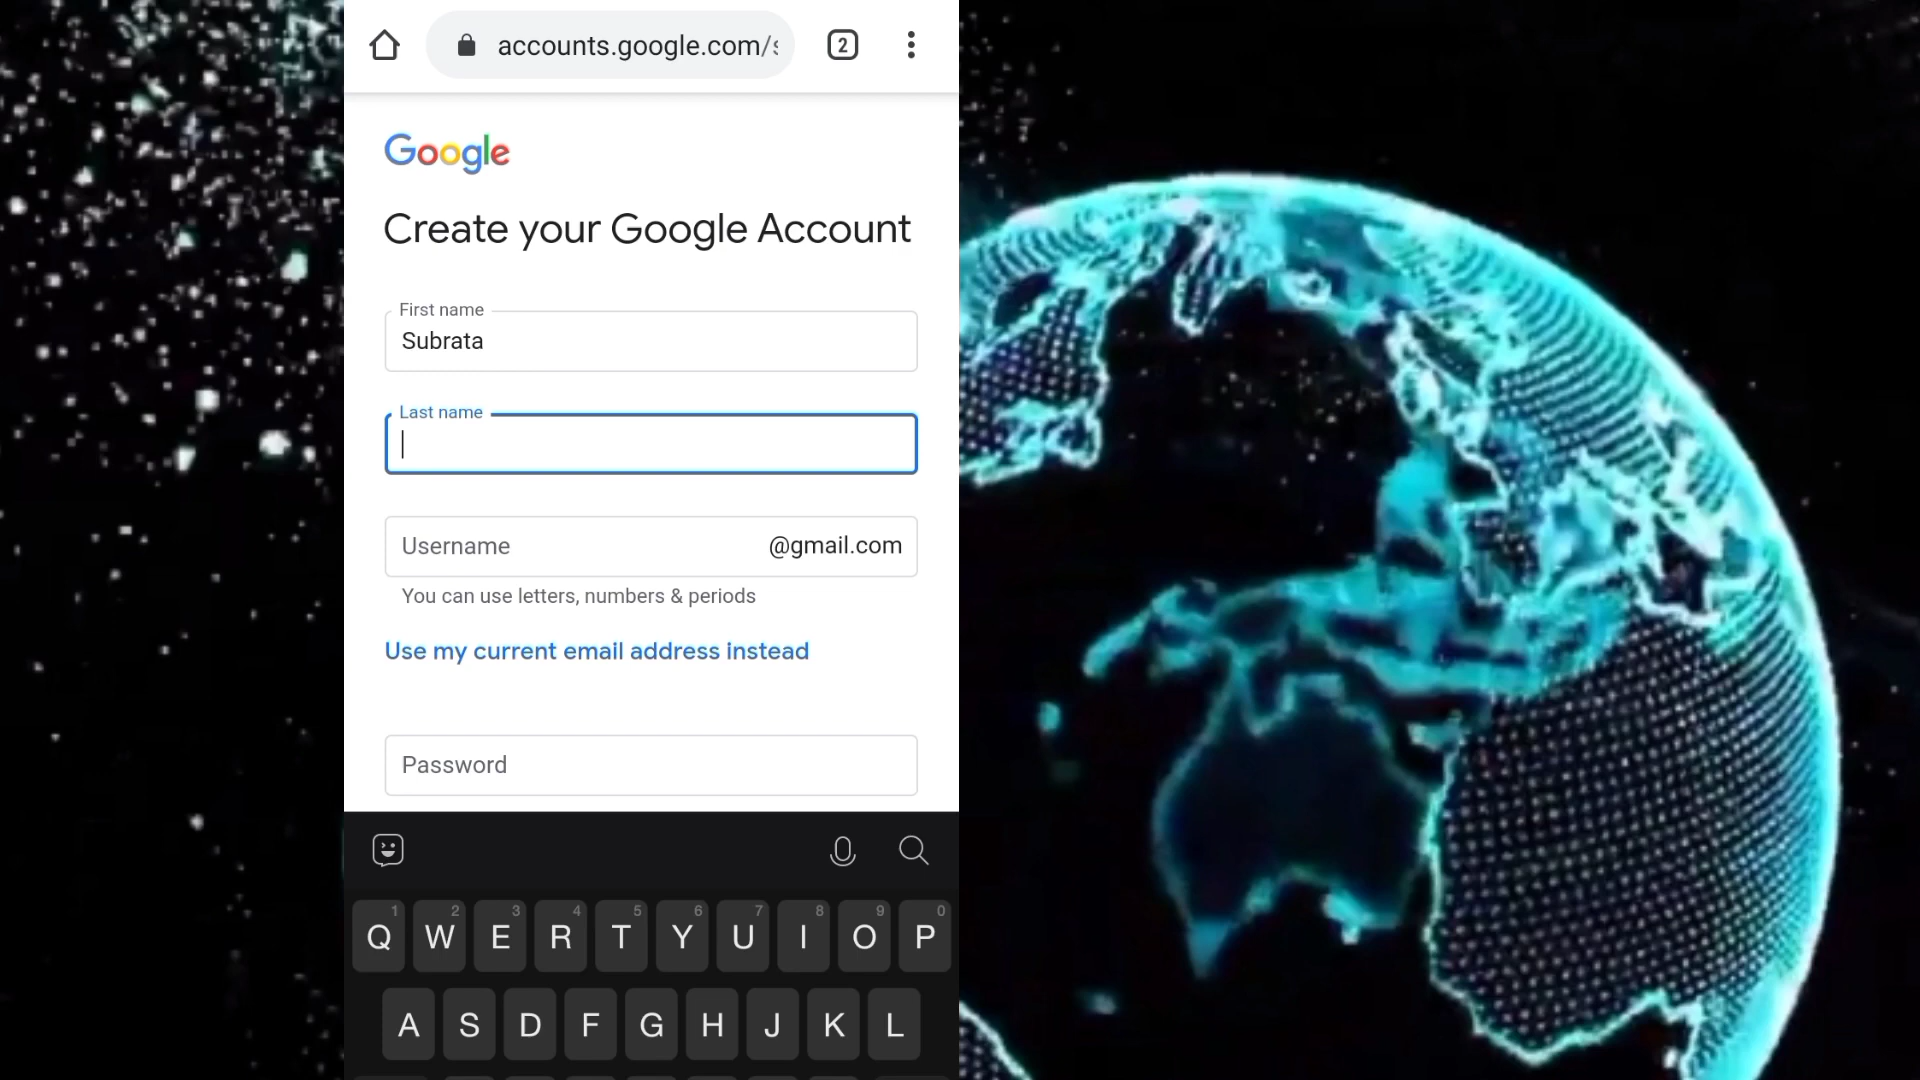 accounts.google.com/s
2
Google
Create your Google Account
First name
Subrata
Last name
Username
@gmail.com
You can use letters, numbers & periods
Use my current email address instead
Password
1 2 3 4 5 6 7 8 9 0
Q W E R T Y U I O P
A S D F G H J K L